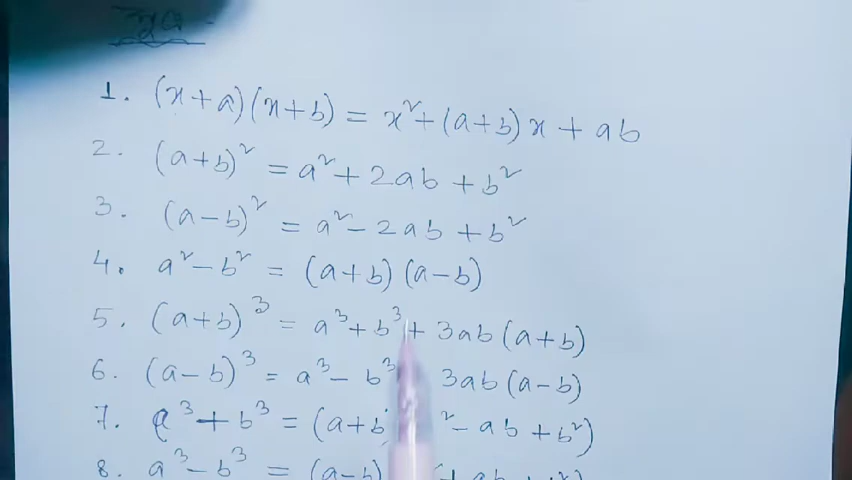 1. (x+a)(x+b) = x²+(a+b)x + ab
2. (a+b)² = a²+2ab+b²
3. (a-b)² = a²-2ab+b²
4. a²-b² = (a+b)(a-b)
5. (a+b)³ = a³+b³+3ab(a+b)
6. (a-b)³ = a³-b³ 3ab(a-b)
7. a³+b³ = (a+b) ²-ab+b²)
8. a³-b³ = (a-b)